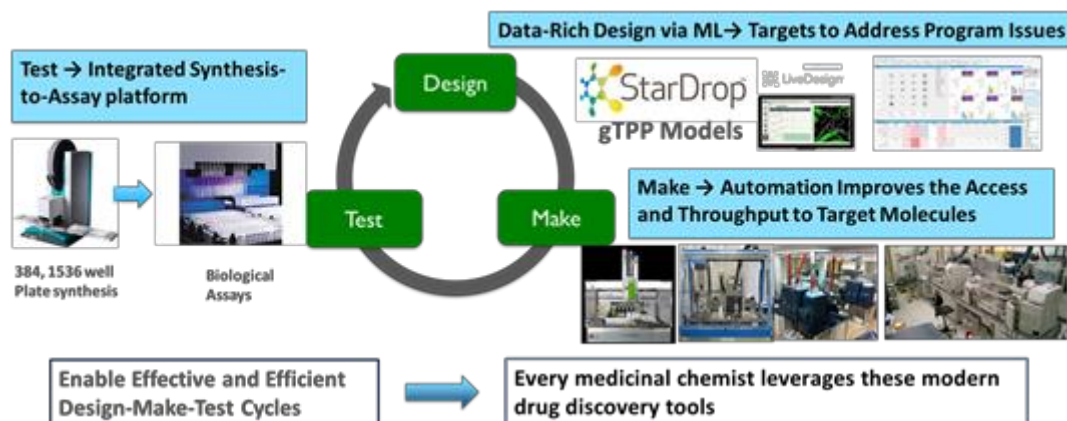 Data-Rich Design via ML→ Targets to Address Program Issues
Test → Integrated Synthesis-
to-Assay platform
Design
StarDrop
LiveDesign
gTPP Models
Make → Automation Improves the Access
and Throughput to Target Molecules
Test
Make
384, 1536 well
Plate synthesis
Biological
Assays
Enable Effective and Efficient
Design-Make-Test Cycles
Every medicinal chemist leverages these modern
drug discovery tools